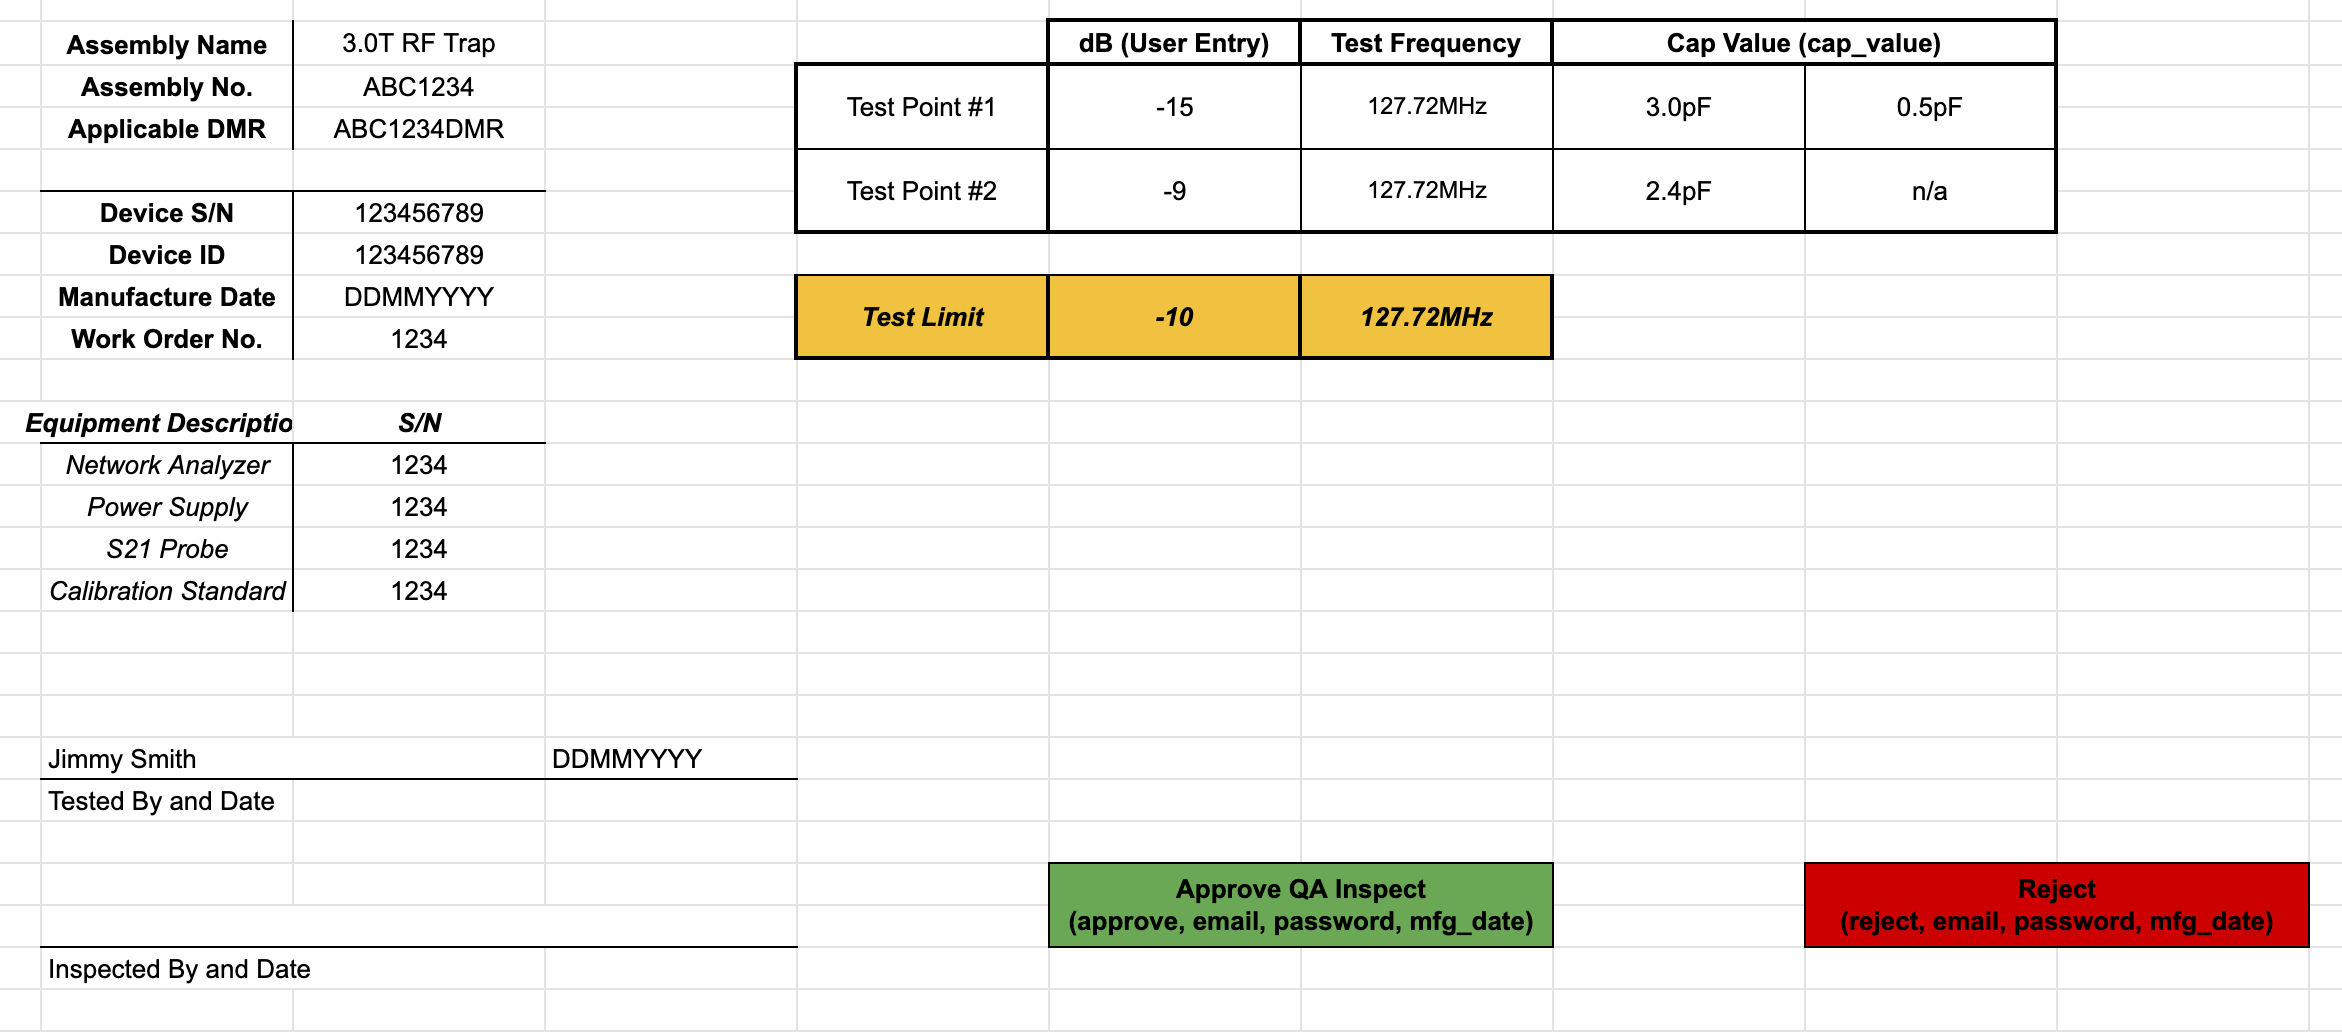 Assembly Name 3.0T RF Trap
Assembly No. ABC1234
Applicable DMR ABC1234DMR
Device S/N 123456789
Device ID 123456789
Manufacture Date DDMMYYYY
Work Order No. 1234
Equipment Descriptio S/N
Network Analyzer 1234
Power Supply 1234
S21 Probe 1234
Calibration Standard 1234
Jimmy Smith DDMMYYYY
Tested By and Date
Inspected By and Date
dB (User Entry) Test Frequency Cap Value (cap_value)
Test Point #1 -15 127.72MHz 3.0pF 0.5pF
Test Point #2 -9 127.72MHz 2.4pF n/a
Test Limit -10 127.72MHz
Approve QA Inspect
(approve, email, password, mfg_date)
Reject
(reject, email, password, mfg_date)